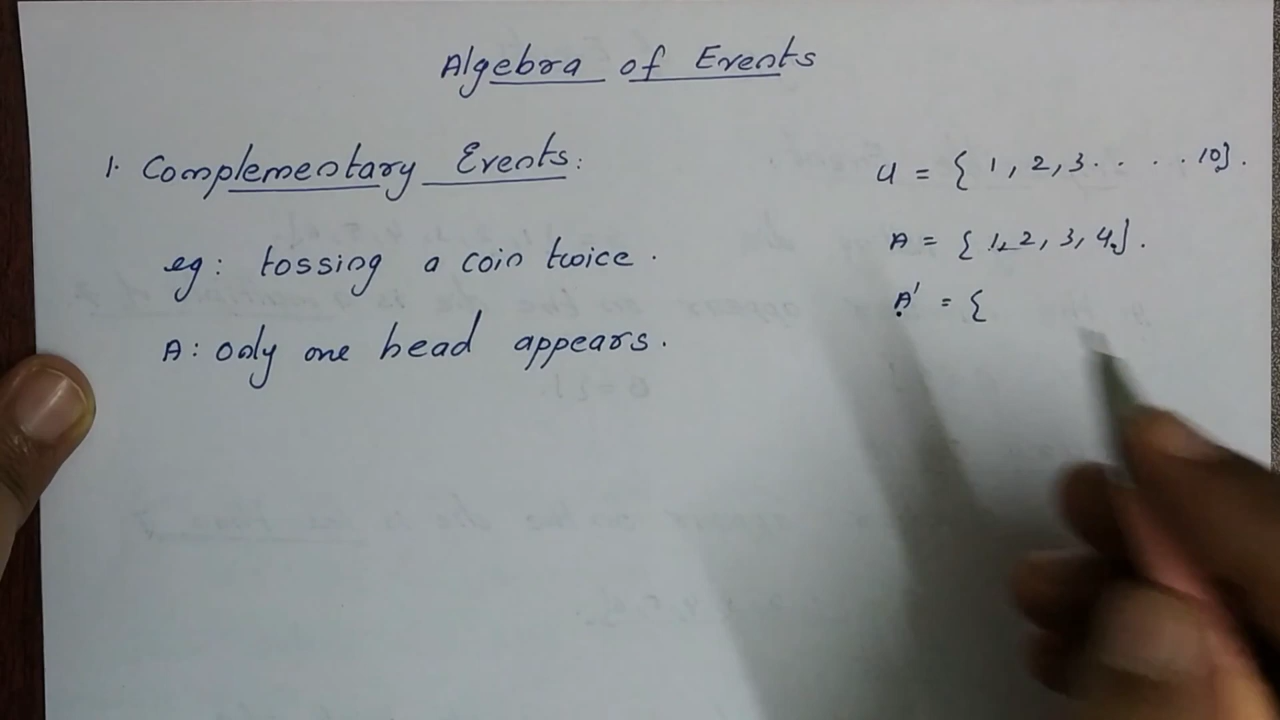 Algebra of Events
1. Complementary Events:
eg: tossing a coin twice.
A: only one head appears.
U = { 1, 2, 3. . . . . 10}.
A = { 1, 2, 3, 4}.
A' = {